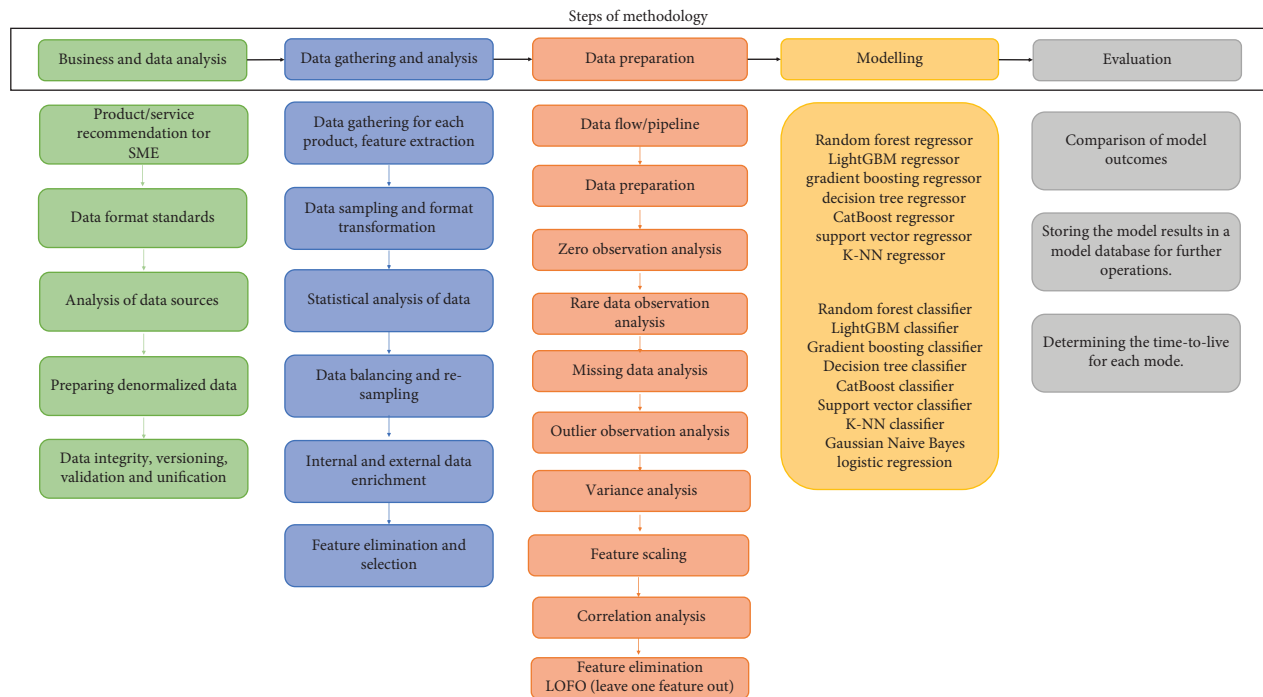 Steps of methodology
Business and data analysis
Data gathering and analysis
Data preparation
Modelling
Evaluation
Product/service
recommendation tor
SME
Data format standards
Analysis of data sources
Preparing denormalized data
Data integrity, versioning,
validation and unification
Data gathering for each
product, feature extraction
Data sampling and format
transformation
Statistical analysis of data
Data balancing and re-
sampling
Internal and external data
enrichment
Feature elimination and
selection
Data flow/pipeline
Data preparation
Zero observation analysis
Rare data observation
analysis
Missing data analysis
Outlier observation analysis
Variance analysis
Feature scaling
Correlation analysis
Feature elimination
LOFO (leave one feature out)
Random forest regressor
LightGBM regressor
gradient boosting regressor
decision tree regressor
CatBoost regressor
support vector regressor
K-NN regressor
Random forest classifier
LightGBM classifier
Gradient boosting classifier
Decision tree classifier
CatBoost classifier
Support vector classifier
K-NN classifier
Gaussian Naive Bayes
logistic regression
Comparison of model
outcomes
Storing the model results in a
model database for further
operations.
Determining the time-to-live
for each mode.